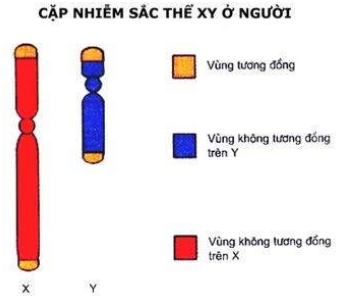 CẶP NHIỄM SẮC THỂ XY Ở NGƯỜI
Vùng tương đồng
Vùng không tương đồng
trên Y
Vùng không tương đồng
trên X
X Y